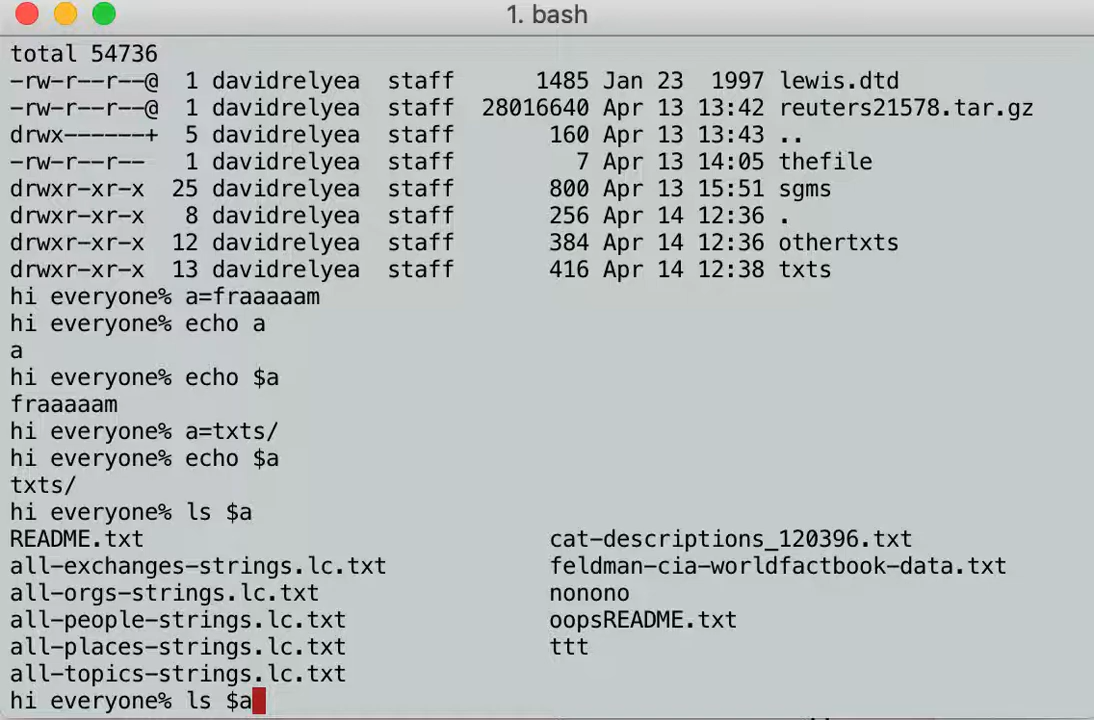 1. bash
total 54736
-rw-r--r--@  1 davidrelyea  staff      1485 Jan 23  1997 lewis.dtd
-rw-r--r--@  1 davidrelyea  staff  28016640 Apr 13 13:42 reuters21578.tar.gz
drwx------+  5 davidrelyea  staff       160 Apr 13 13:43 ..
-rw-r--r--   1 davidrelyea  staff         7 Apr 13 14:05 thefile
drwxr-xr-x  25 davidrelyea  staff       800 Apr 13 15:51 sgms
drwxr-xr-x   8 davidrelyea  staff       256 Apr 14 12:36 .
drwxr-xr-x  12 davidrelyea  staff       384 Apr 14 12:36 othertxts
drwxr-xr-x  13 davidrelyea  staff       416 Apr 14 12:38 txts
hi everyone% a=fraaaaam
hi everyone% echo a
a
hi everyone% echo $a
fraaaaam
hi everyone% a=txts/
hi everyone% echo $a
txts/
hi everyone% ls $a
README.txt                              cat-descriptions_120396.txt
all-exchanges-strings.lc.txt            feldman-cia-worldfactbook-data.txt
all-orgs-strings.lc.txt                 nonono
all-people-strings.lc.txt               oopsREADME.txt
all-places-strings.lc.txt               ttt
all-topics-strings.lc.txt
hi everyone% ls $a